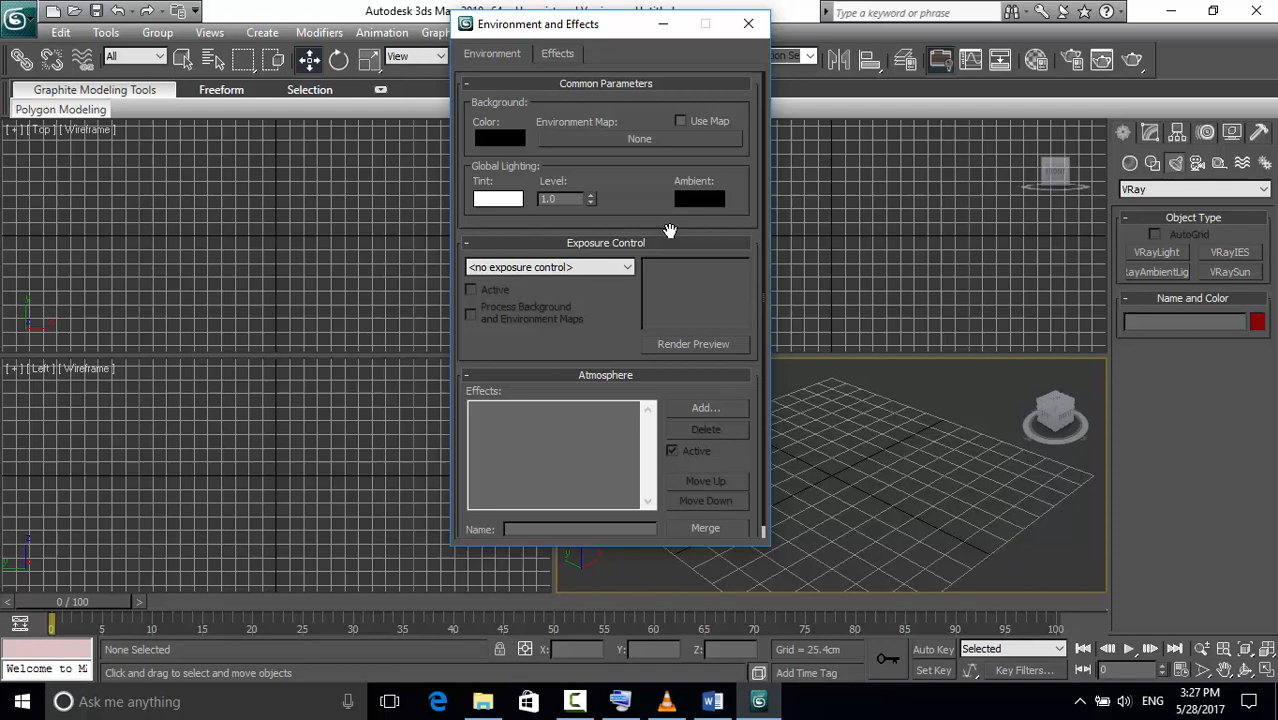 Autodesk 3ds Max
Type a keyword or phrase
Environment and Effects
Edit Tools Group Views Create Modifiers Animation
All View
Graphite Modeling Tools Freeform Selection
Polygon Modeling
[ + ] [ Top ] [ Wireframe ]
[ + ] [ Left ] [ Wireframe ]
Environment Effects
- Common Parameters
Background:
Color: Environment Map: Use Map
None
Global Lighting:
Tint: Level: Ambient:
1.0
- Exposure Control
<no exposure control>
Active
Process Background
and Environment Maps
Render Preview
- Atmosphere
Effects:
Add...
Delete
Active
Move Up
Move Down
Name: Merge
FRONT
VRay
- Object Type
AutoGrid
VRayLight VRayIES
RayAmbientLig VRaySun
- Name and Color
< 0 / 100 >
0 5 10 15 20 25 30 35 40 45 50 55 60 65 70 75 80 85 90 95 100
None Selected X: Y: Z: Grid = 25.4cm Auto Key Selected
Welcome to M Click and drag to select and move objects Add Time Tag Set Key Key Filters... 0
Ask me anything
ENG
3:27 PM
5/28/2017